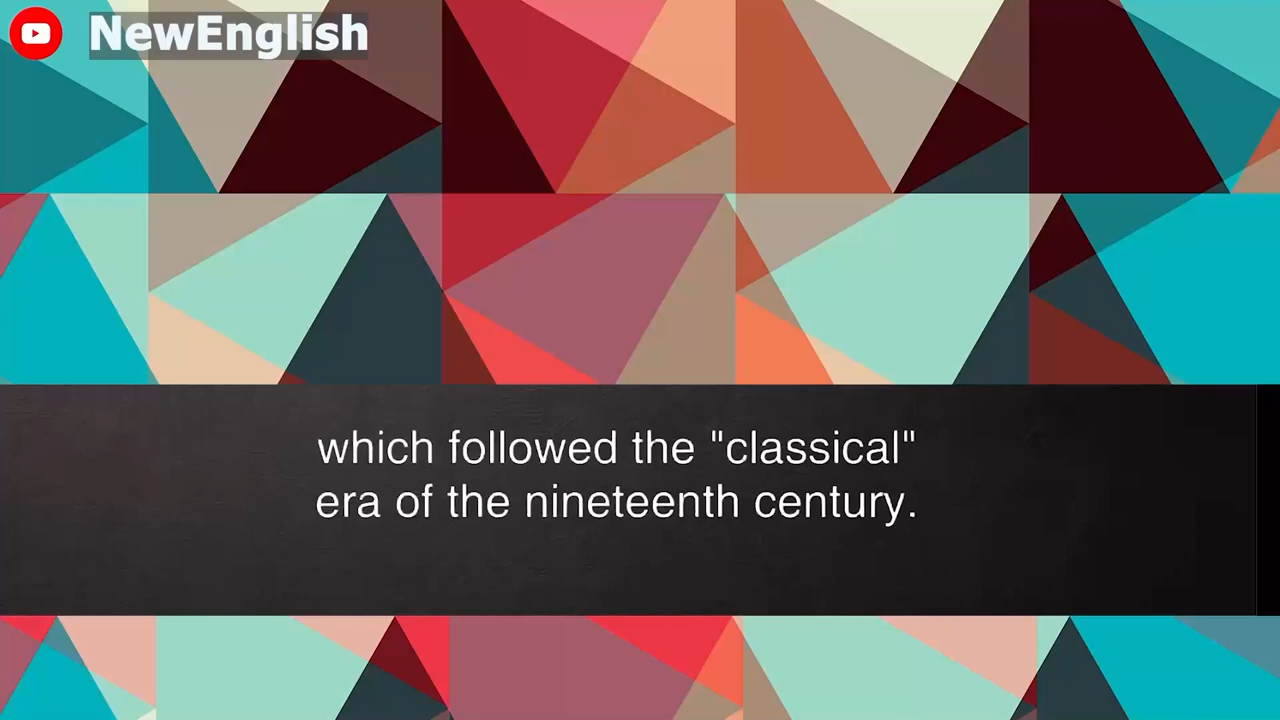 NewEnglish
which followed the "classical"
era of the nineteenth century.